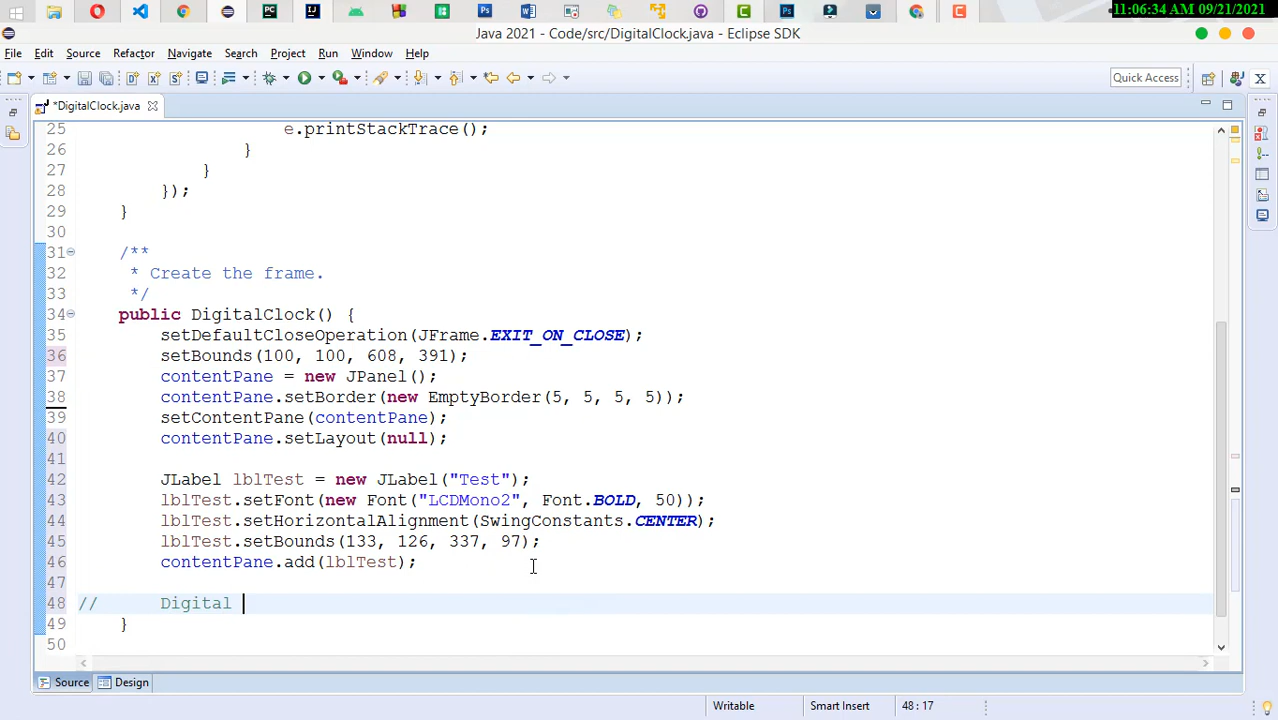 11:06:34 AM 09/21/2021
Java 2021 - Code/src/DigitalClock.java - Eclipse SDK
File Edit Source Refactor Navigate Search Project Run Window Help
Quick Access
*DigitalClock.java
25 e.printStackTrace();
26 }
27 }
28 });
29 }
30
31 /**
32 * Create the frame.
33 */
34 public DigitalClock() {
35 setDefaultCloseOperation(JFrame.EXIT_ON_CLOSE);
36 setBounds(100, 100, 608, 391);
37 contentPane = new JPanel();
38 contentPane.setBorder(new EmptyBorder(5, 5, 5, 5));
39 setContentPane(contentPane);
40 contentPane.setLayout(null);
41
42 JLabel lblTest = new JLabel("Test");
43 lblTest.setFont(new Font("LCDMono2", Font.BOLD, 50));
44 lblTest.setHorizontalAlignment(SwingConstants.CENTER);
45 lblTest.setBounds(133, 126, 337, 97);
46 contentPane.add(lblTest);
47
48 // Digital
49 }
50
Source Design
Writable Smart Insert 48 : 17